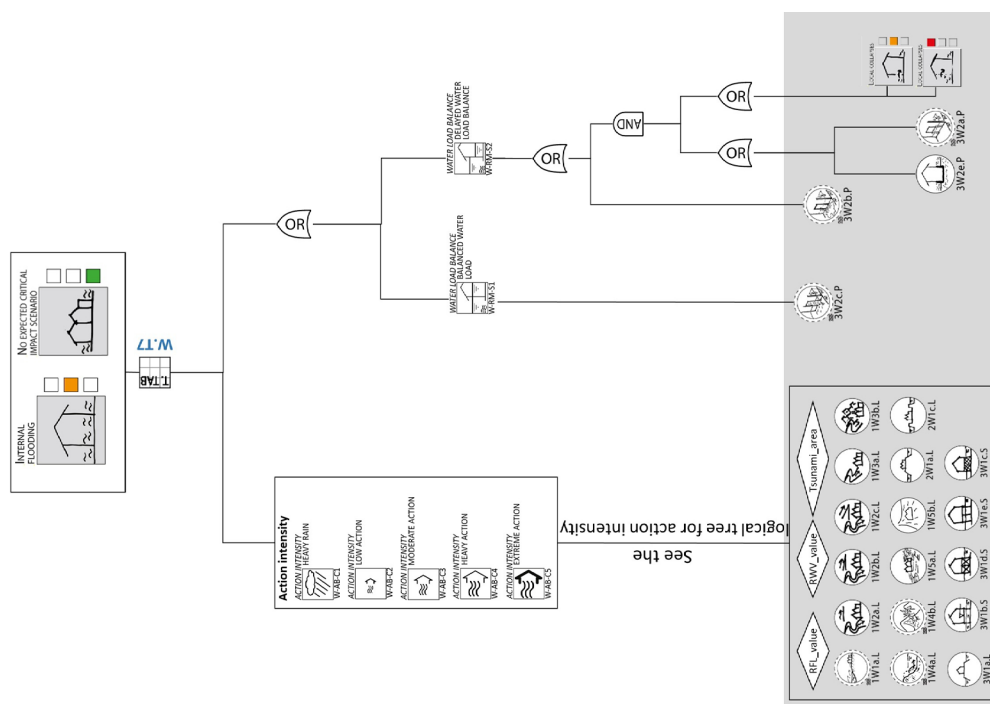 INTERNAL
FLOODING
NO EXPECTED CRITICAL
IMPACT SCENARIO
T. TAB
W.T7
OR
WATER LOAD BALANCE
BALANCED WATER
LOAD
W-RM-S1
WATER LOAD BALANCE
DELAYED WATER
LOAD BALANCE
W-RM-S2
OR
AND
OR
OR
LOCAL COLLAPSES
LOCAL COLLAPSES
3W2c.P
3W2b.P
3W2e.P
3W2a.P
Action intensity
ACTION INTENSITY
HEAVY RAIN
W-AB-C1
ACTION INTENSITY
LOW ACTION
W-AB-C2
ACTION INTENSITY
MODERATE ACTION
W-AB-C3
ACTION INTENSITY
HEAVY ACTION
W-AB-C4
ACTION INTENSITY
EXTREME ACTION
W-AB-C5
See the
logical tree for action intensity
RFL_value
RWV_value
Tsunami_area
1W1a.L
1W2a.L
1W2b.L
1W2c.L
1W3a.L
1W3b.L
1W4a.L
1W4b.L
1W5a.L
1W5b.L
2W1a.L
2W1c.L
3W1a.L
3W1b.S
3W1d.S
3W1e.S
3W1c.S